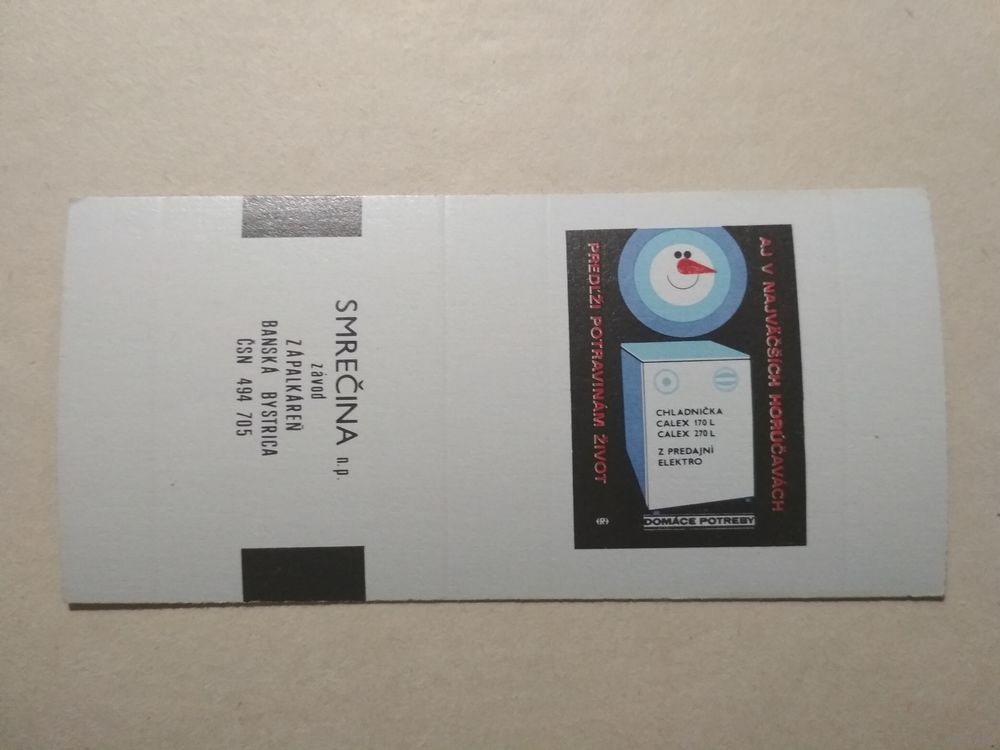 SMREČINA n.p.
závod
ZÁPALKÁREŇ
BANSKÁ BYSTRICA
ČSN 494 705
AJ V NAJVÄČŠÍCH HORÚČAVÁCH
PREDĹŽI POTRAVINÁM ŽIVOT
CHLADNIČKA
CALEX 170 L
CALEX 270 L
Z PREDAJNÍ
ELEKTRO
DOMÁCE POTREBY